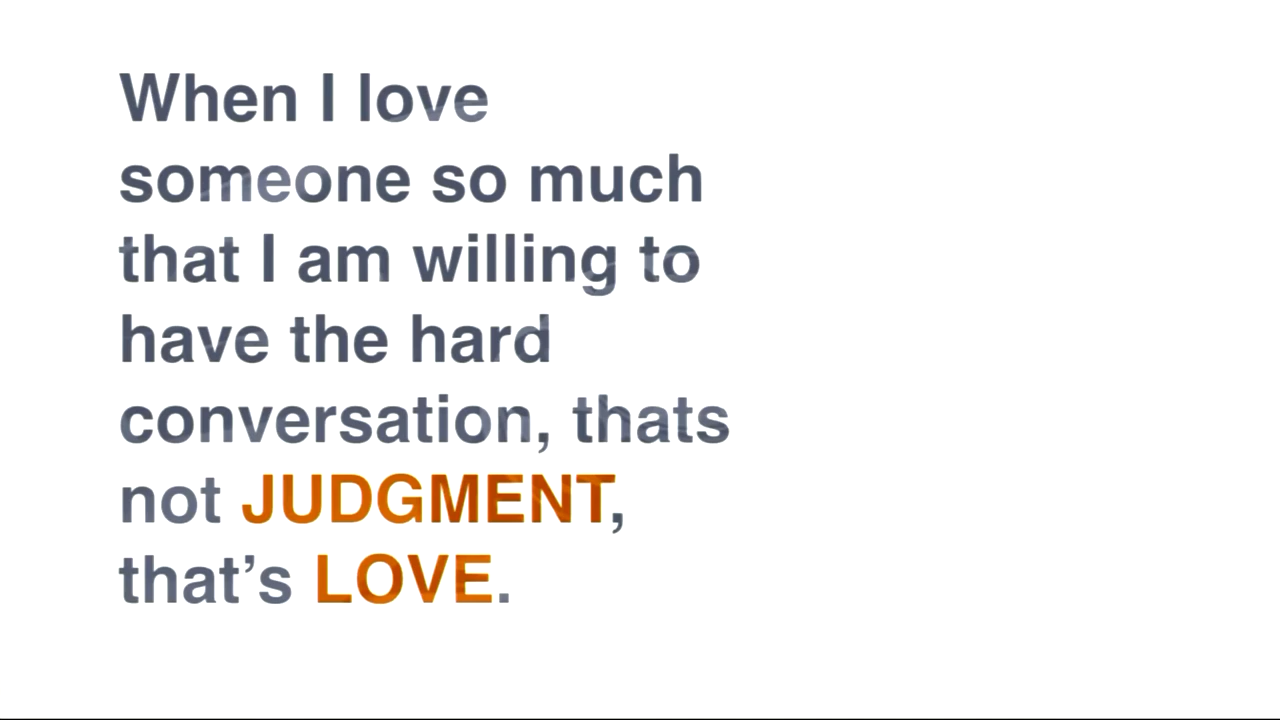 When I love
someone so much
that I am willing to
have the hard
conversation, thats
not JUDGMENT,
that’s LOVE.